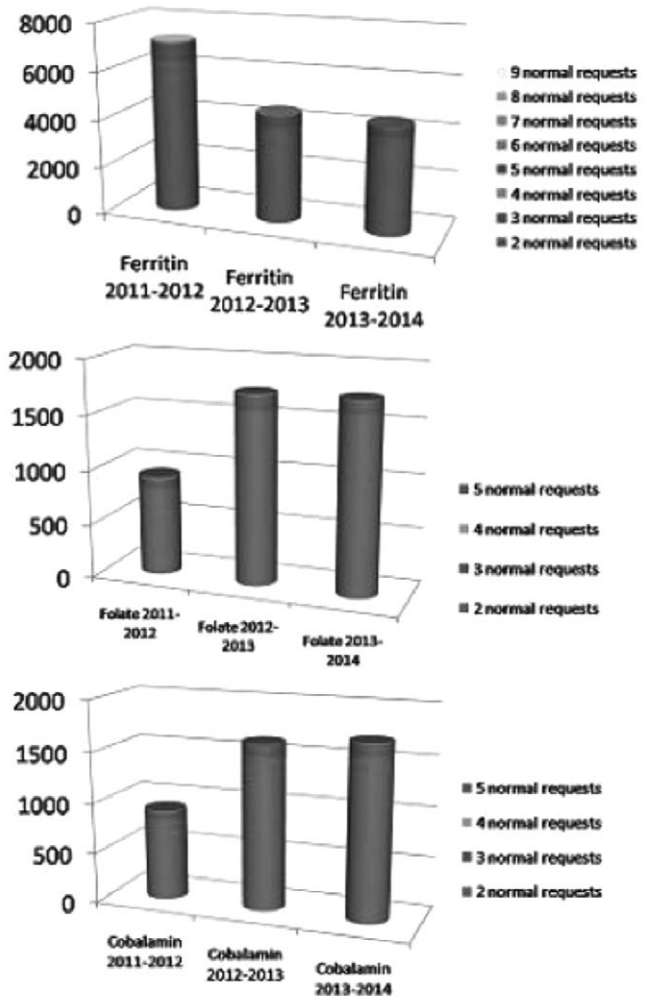 8000
6000
4000
2000
0
Ferritin
2011-2012
Ferritin
2012-2013
Ferritin
2013-2014
9 normal requests
8 normal requests
7 normal requests
6 normal requests
5 normal requests
4 normal requests
3 normal requests
2 normal requests
2000
1500
1000
500
0
Folate 2011-
2012
Folate 2012-
2013
Folate 2013-
2014
5 normal requests
4 normal requests
3 normal requests
2 normal requests
2000
1500
1000
500
0
Cobalamin
2011-2012
Cobalamin
2012-2013
Cobalamin
2013-2014
5 normal requests
4 normal requests
3 normal requests
2 normal requests